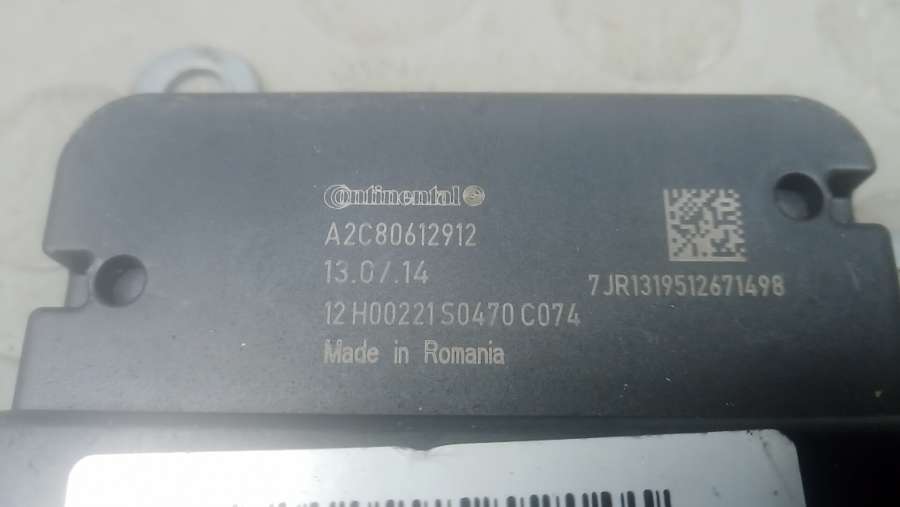 Continental
A2C80612912
13.07.14
7JR1319512671498
12H00221S0470C074
Made in Romania